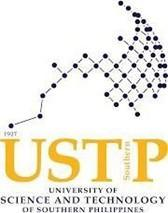 1927
USTP
Southern
UNIVERSITY OF
SCIENCE AND TECHNOLOGY
OF SOUTHERN PHILIPPINES